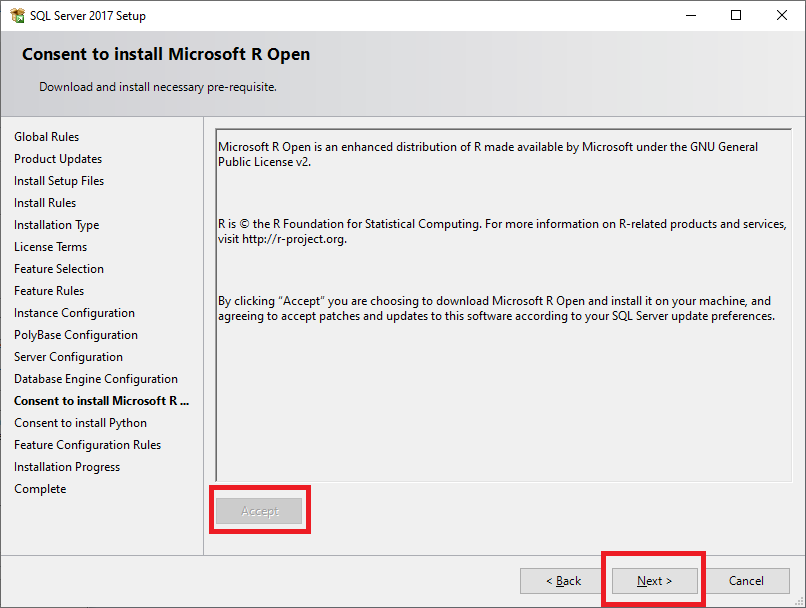 SQL Server 2017 Setup
Consent to install Microsoft R Open
Download and install necessary pre-requisite.
Global Rules
Product Updates
Install Setup Files
Install Rules
Installation Type
License Terms
Feature Selection
Feature Rules
Instance Configuration
PolyBase Configuration
Server Configuration
Database Engine Configuration
Consent to install Microsoft R ...
Consent to install Python
Feature Configuration Rules
Installation Progress
Complete
Microsoft R Open is an enhanced distribution of R made available by Microsoft under the GNU General
Public License v2.
R is © the R Foundation for Statistical Computing. For more information on R-related products and services,
visit http://r-project.org.
By clicking “Accept” you are choosing to download Microsoft R Open and install it on your machine, and
agreeing to accept patches and updates to this software according to your SQL Server update preferences.
Accept
< Back
Next >
Cancel